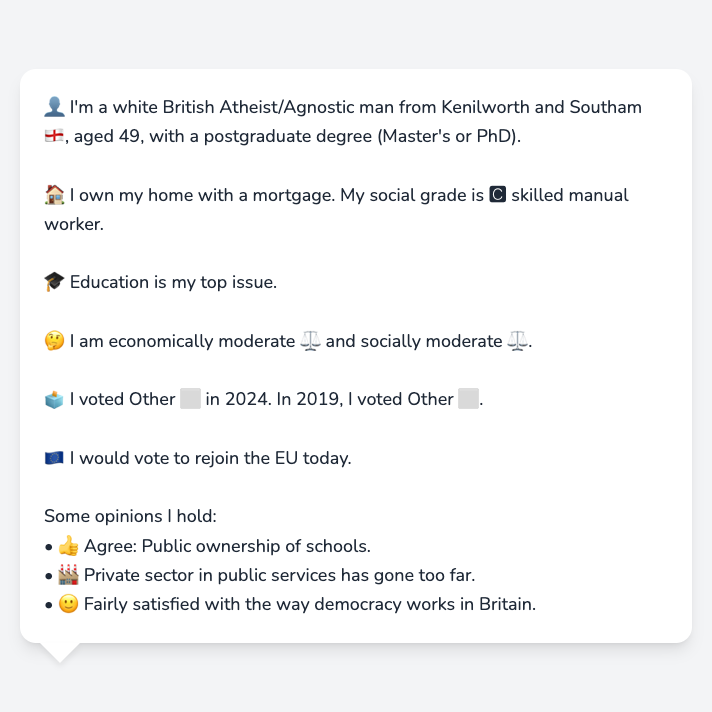 👤 I'm a white British Atheist/Agnostic man from Kenilworth and Southam
🏴󠁧󠁢󠁥󠁮󠁧󠁿, aged 49, with a postgraduate degree (Master's or PhD).
🏠 I own my home with a mortgage. My social grade is C skilled manual
worker.
🎓 Education is my top issue.
🤔 I am economically moderate ⚖️ and socially moderate ⚖️.
🗳️ I voted Other ⬜ in 2024. In 2019, I voted Other ⬜.
🇪🇺 I would vote to rejoin the EU today.
Some opinions I hold:
• 👍 Agree: Public ownership of schools.
• 🏭 Private sector in public services has gone too far.
• 🙂 Fairly satisfied with the way democracy works in Britain.